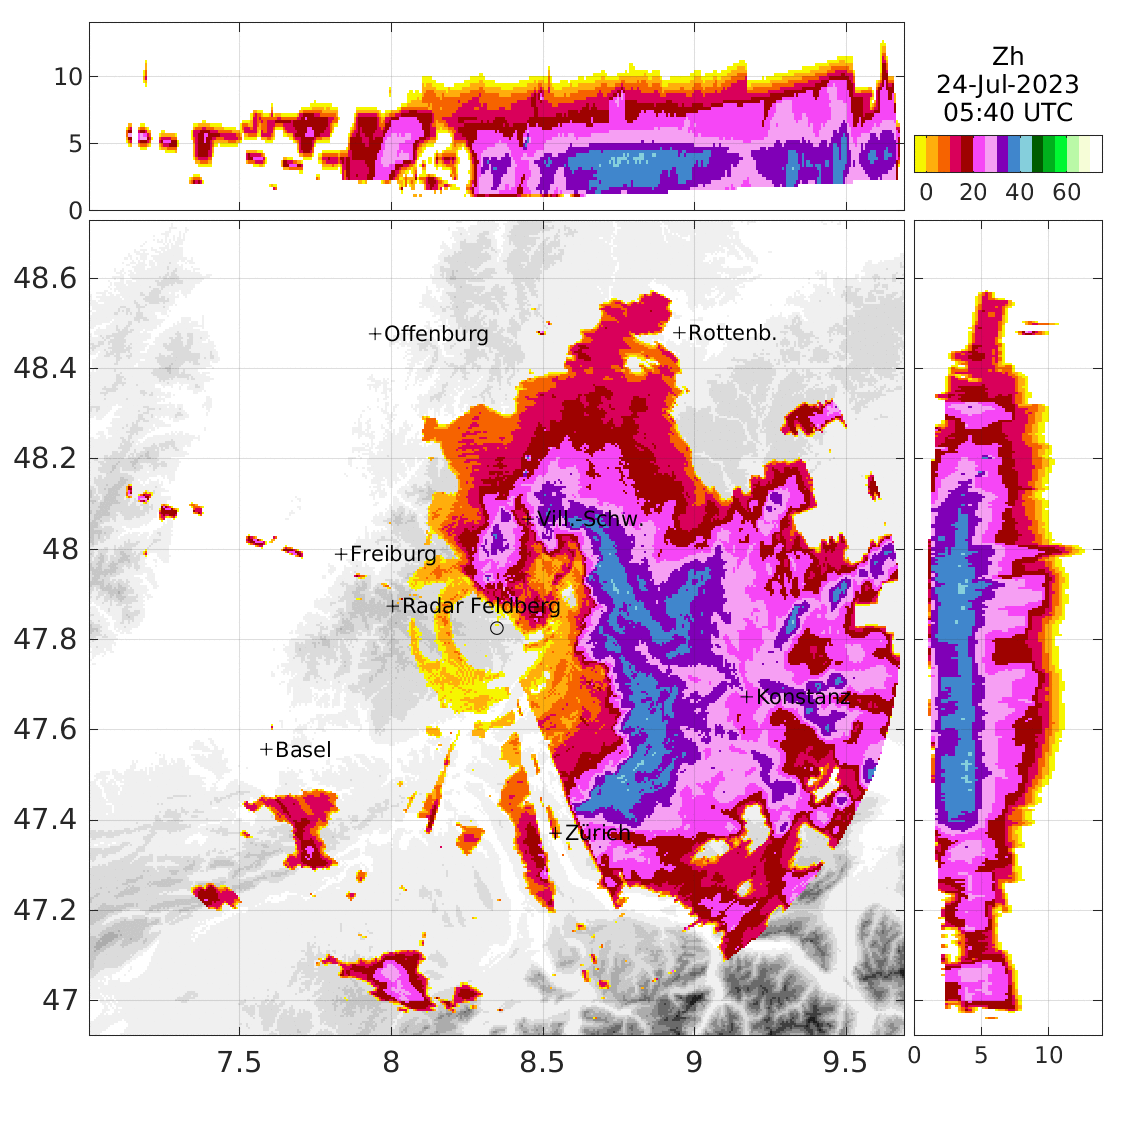 10
5
0
Zh
24-Jul-2023
05:40 UTC
0 20 40 60
48.6
48.4
48.2
48
47.8
47.6
47.4
47.2
47
+Offenburg
+Rottenb.
+Vill.-Schw.
+Freiburg
+Radar Feldberg
+Konstanz
+Basel
+Zürich
7.5 8 8.5 9 9.5
0 5 10